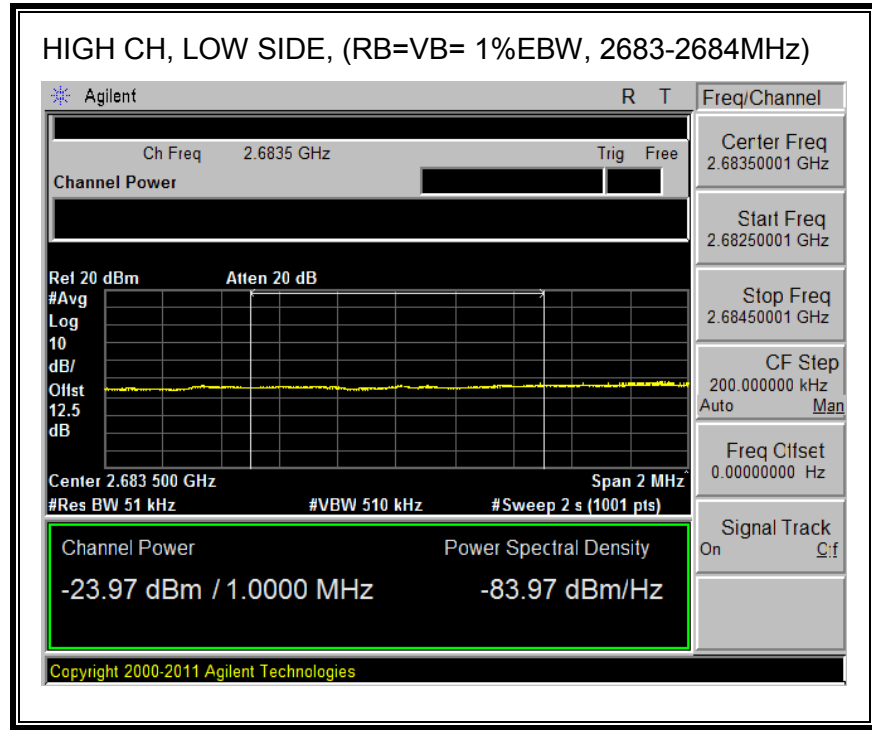 HIGH CH, LOW SIDE, (RB=VB= 1%EBW, 2683-2684MHz)
Agilent R T
Ch Freq 2.6835 GHz Trig Free
Channel Power
Ref 20 dBm Atten 20 dB
#Avg
Log
10
dB/
Offst
12.5
dB
Center 2.683 500 GHz Span 2 MHz
#Res BW 51 kHz #VBW 510 kHz #Sweep 2 s (1001 pts)
Channel Power Power Spectral Density
-23.97 dBm / 1.0000 MHz -83.97 dBm/Hz
Copyright 2000-2011 Agilent Technologies
Freq/Channel
Center Freq
2.68350001 GHz
Start Freq
2.68250001 GHz
Stop Freq
2.68450001 GHz
CF Step
200.000000 kHz
Auto Man
Freq Offset
0.00000000 Hz
Signal Track
On Off